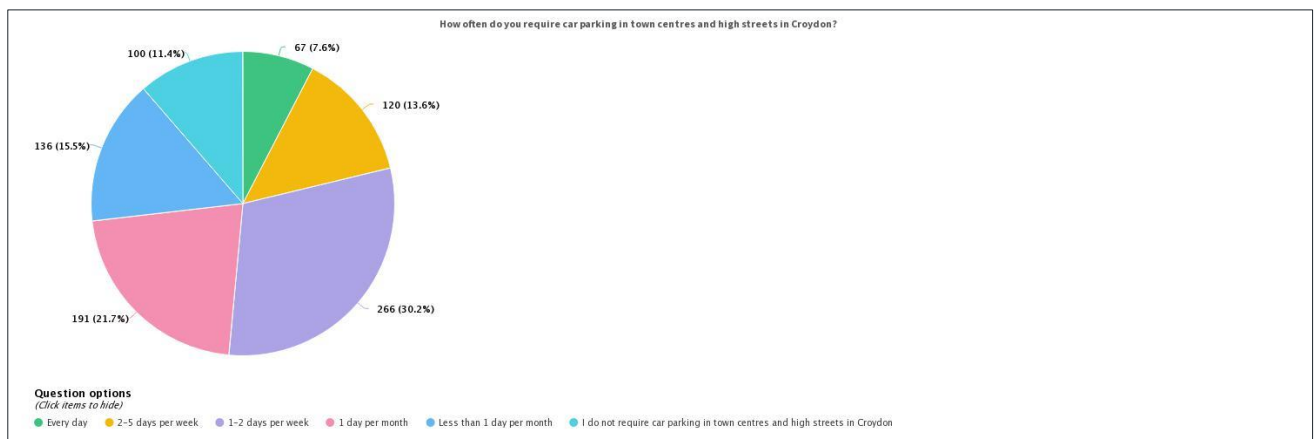 How often do you require car parking in town centres and high streets in Croydon?
67 (7.6%)
100 (11.4%)
120 (13.6%)
136 (15.5%)
266 (30.2%)
191 (21.7%)
Question options
(Click items to hide)
Every day 2-5 days per week 1-2 days per week 1 day per month Less than 1 day per month I do not require car parking in town centres and high streets in Croydon